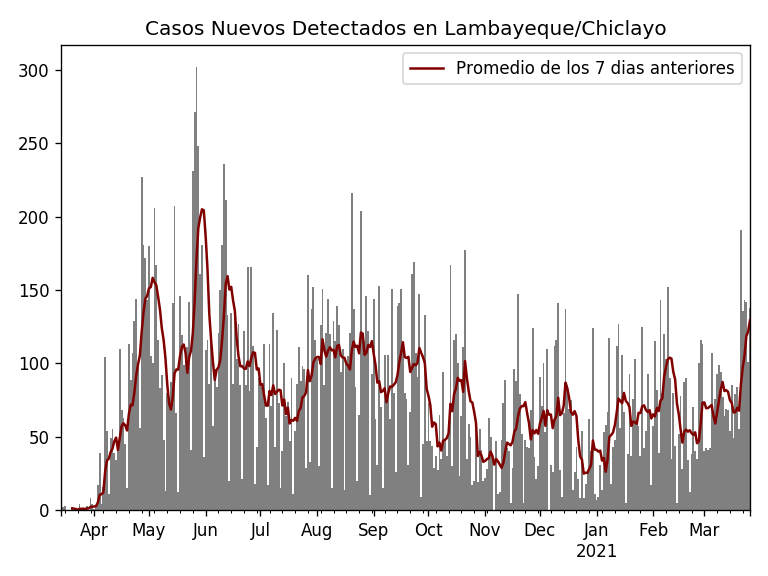 Casos Nuevos Detectados en Lambayeque/Chiclayo
Promedio de los 7 dias anteriores
300
250
200
150
100
50
0
Apr May Jun Jul Aug Sep Oct Nov Dec Jan Feb Mar
2021